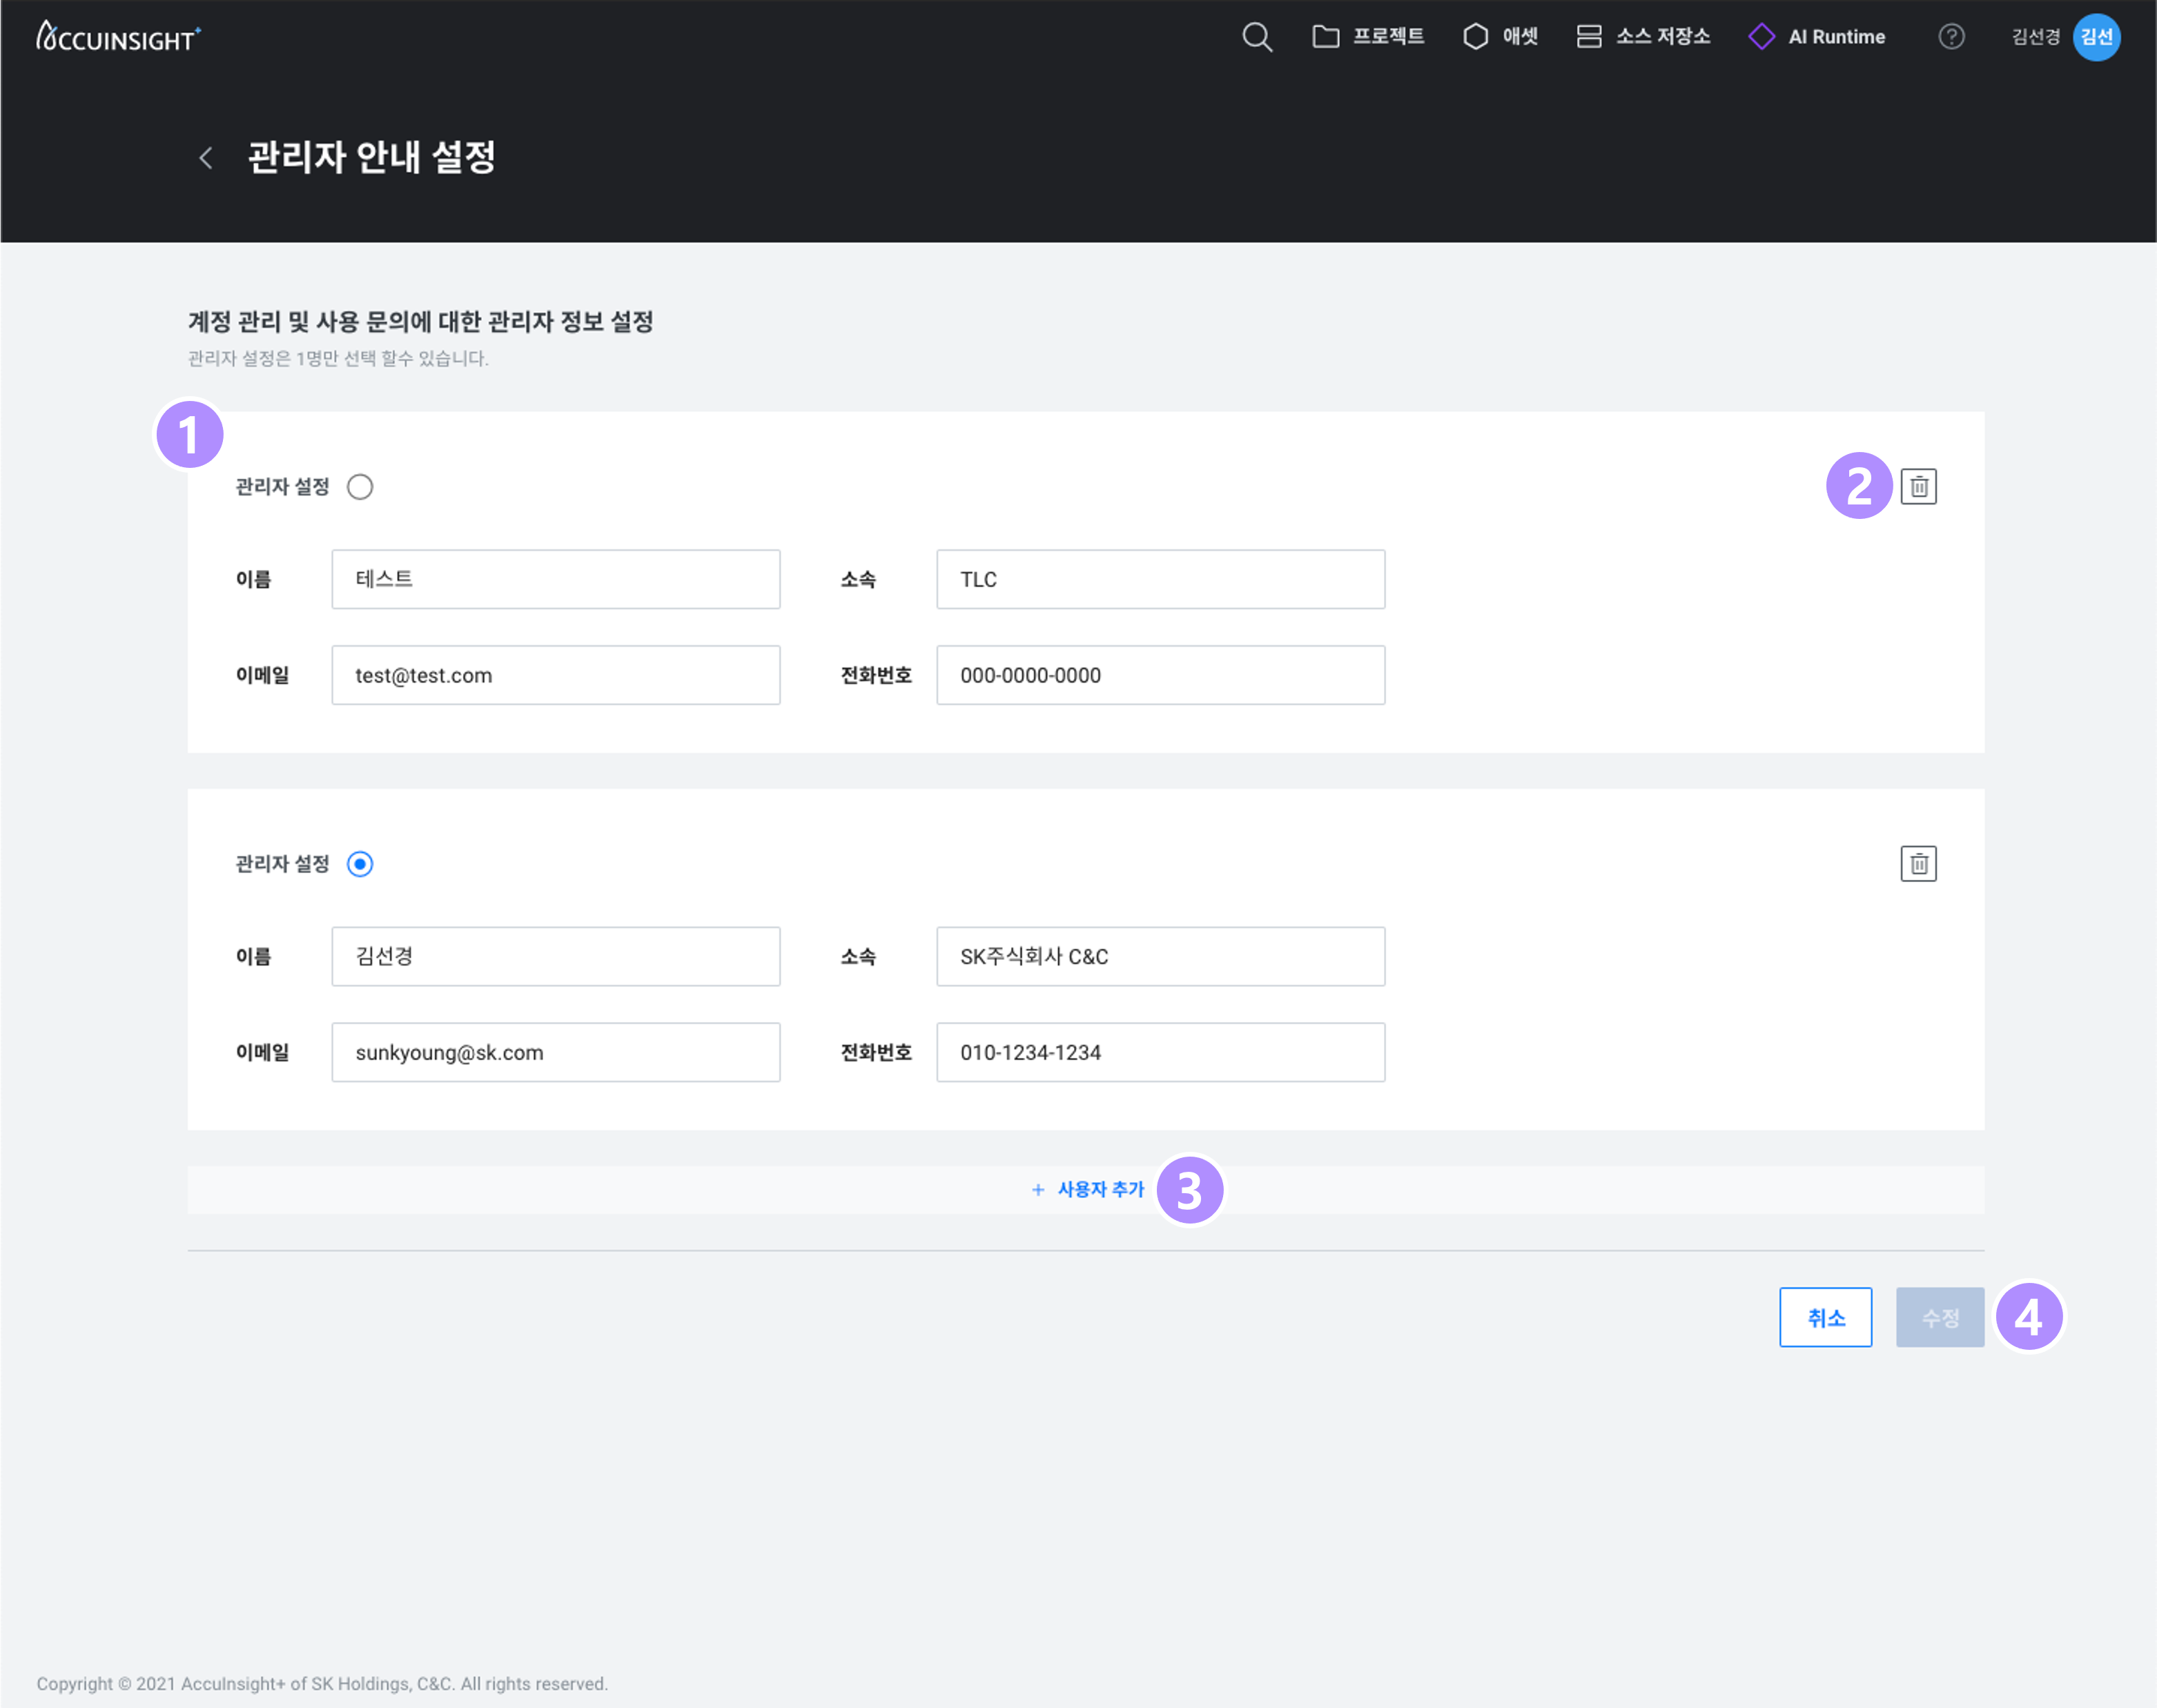 ACCUINSIGHT+
프로젝트
애셋
소스 저장소
AI Runtime
?
김선경
김선
관리자 안내 설정
계정 관리 및 사용 문의에 대한 관리자 정보 설정
관리자 설정은 1명만 선택 할수 있습니다.
1
관리자 설정
2
이름 테스트 소속 TLC
이메일 test@test.com 전화번호 000-0000-0000
관리자 설정
이름 김선경 소속 SK주식회사 C&C
이메일 sunkyoung@sk.com 전화번호 010-1234-1234
+ 사용자 추가 3
취소 수정 4
Copyright © 2021 AccuInsight+ of SK Holdings, C&C. All rights reserved.